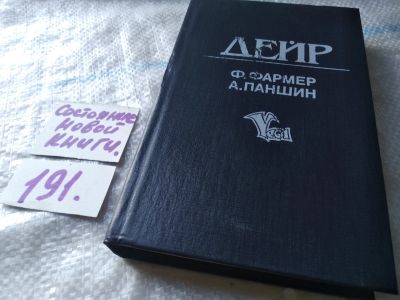 Состояние
Новой
Книги.
191.
ДЕЙР
Ф. ФАРМЕР
А. ПАНШИН